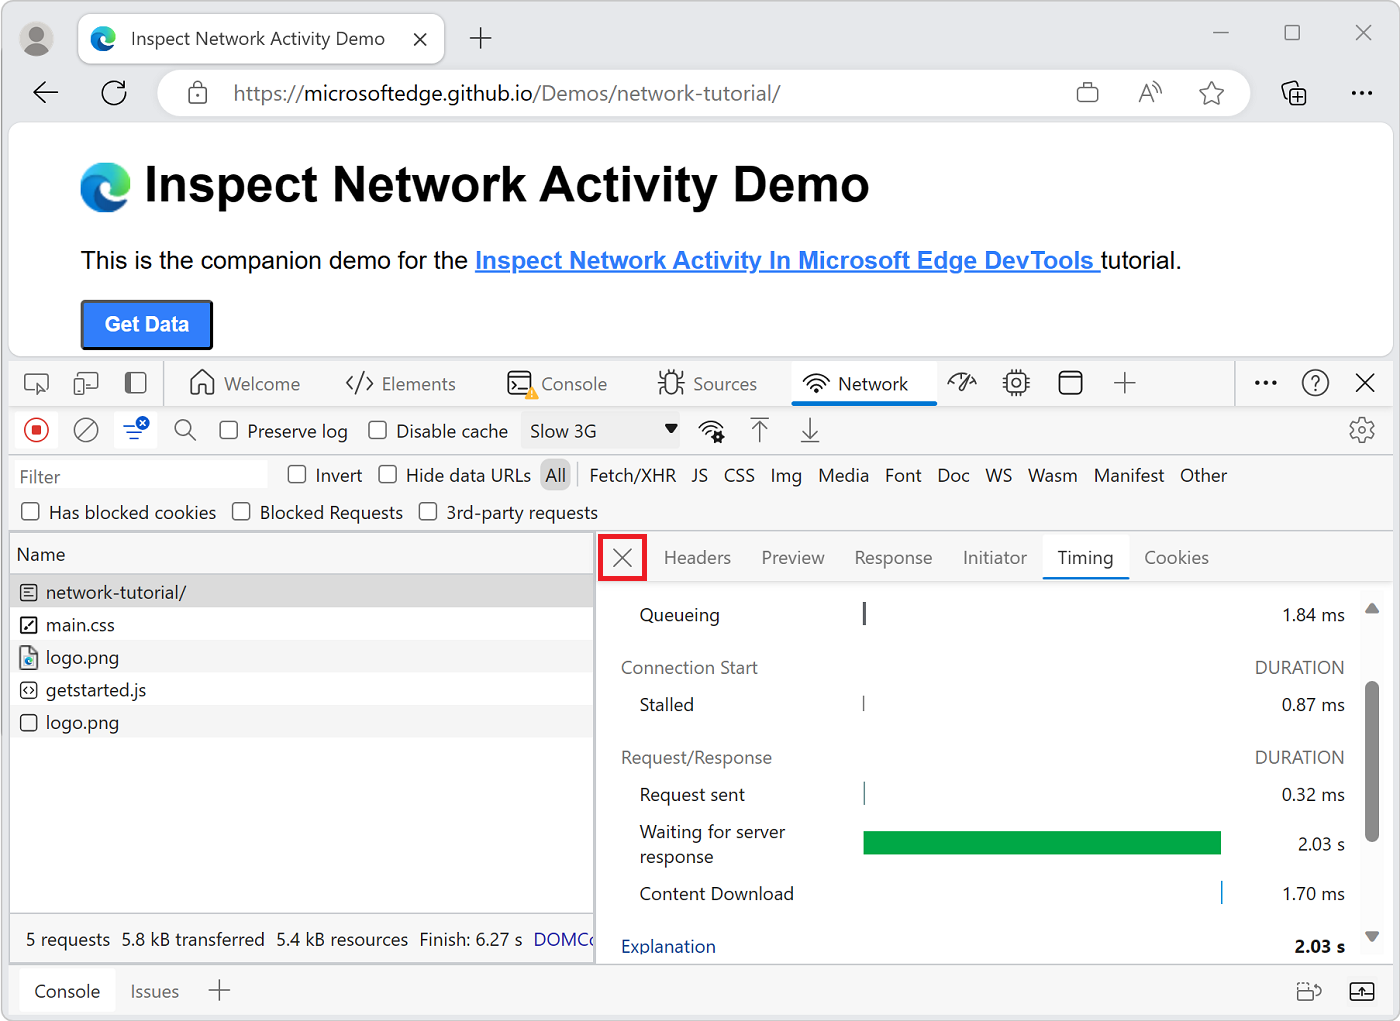 Inspect Network Activity Demo
https://microsoftedge.github.io/Demos/network-tutorial/
Inspect Network Activity Demo
This is the companion demo for the Inspect Network Activity In Microsoft Edge DevTools tutorial.
Get Data
Welcome </> Elements Console Sources Network
Preserve log Disable cache Slow 3G
Filter Invert Hide data URLs All Fetch/XHR JS CSS Img Media Font Doc WS Wasm Manifest Other
Has blocked cookies Blocked Requests 3rd-party requests
Name
network-tutorial/
main.css
logo.png
getstarted.js
logo.png
5 requests 5.8 kB transferred 5.4 kB resources Finish: 6.27 s
Headers Preview Response Initiator Timing Cookies
Queueing 1.84 ms
Connection Start DURATION
Stalled 0.87 ms
Request/Response DURATION
Request sent 0.32 ms
Waiting for server
response 2.03 s
Content Download 1.70 ms
Explanation 2.03 s
Console Issues